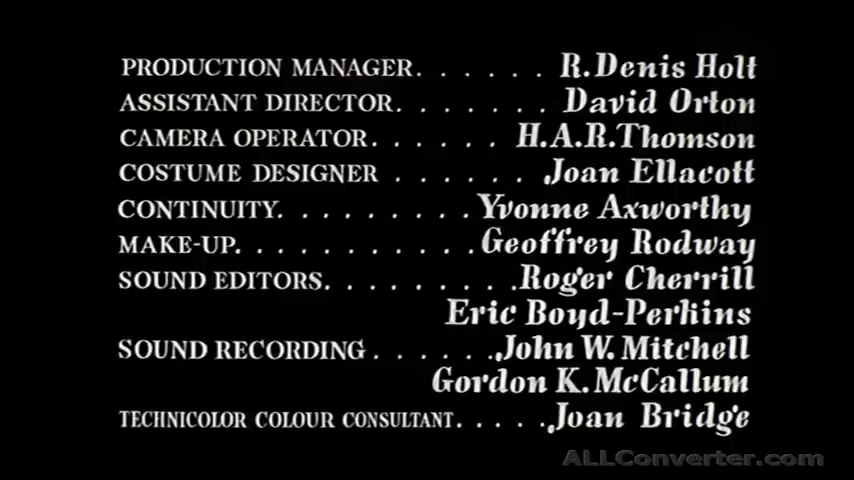 PRODUCTION MANAGER. . . . . . R. Denis Holt
ASSISTANT DIRECTOR. . . . . . . David Orton
CAMERA OPERATOR. . . . . . H.A.R. Thomson
COSTUME DESIGNER . . . . . . Joan Ellacott
CONTINUITY. . . . . . . . . Yvonne Axworthy
MAKE-UP. . . . . . . . . . . Geoffrey Rodway
SOUND EDITORS. . . . . . . . . Roger Cherrill
Eric Boyd-Perkins
SOUND RECORDING . . . . . . John W. Mitchell
Gordon K. McCallum
TECHNICOLOR COLOUR CONSULTANT. . . . . Joan Bridge
ALLConverter.com